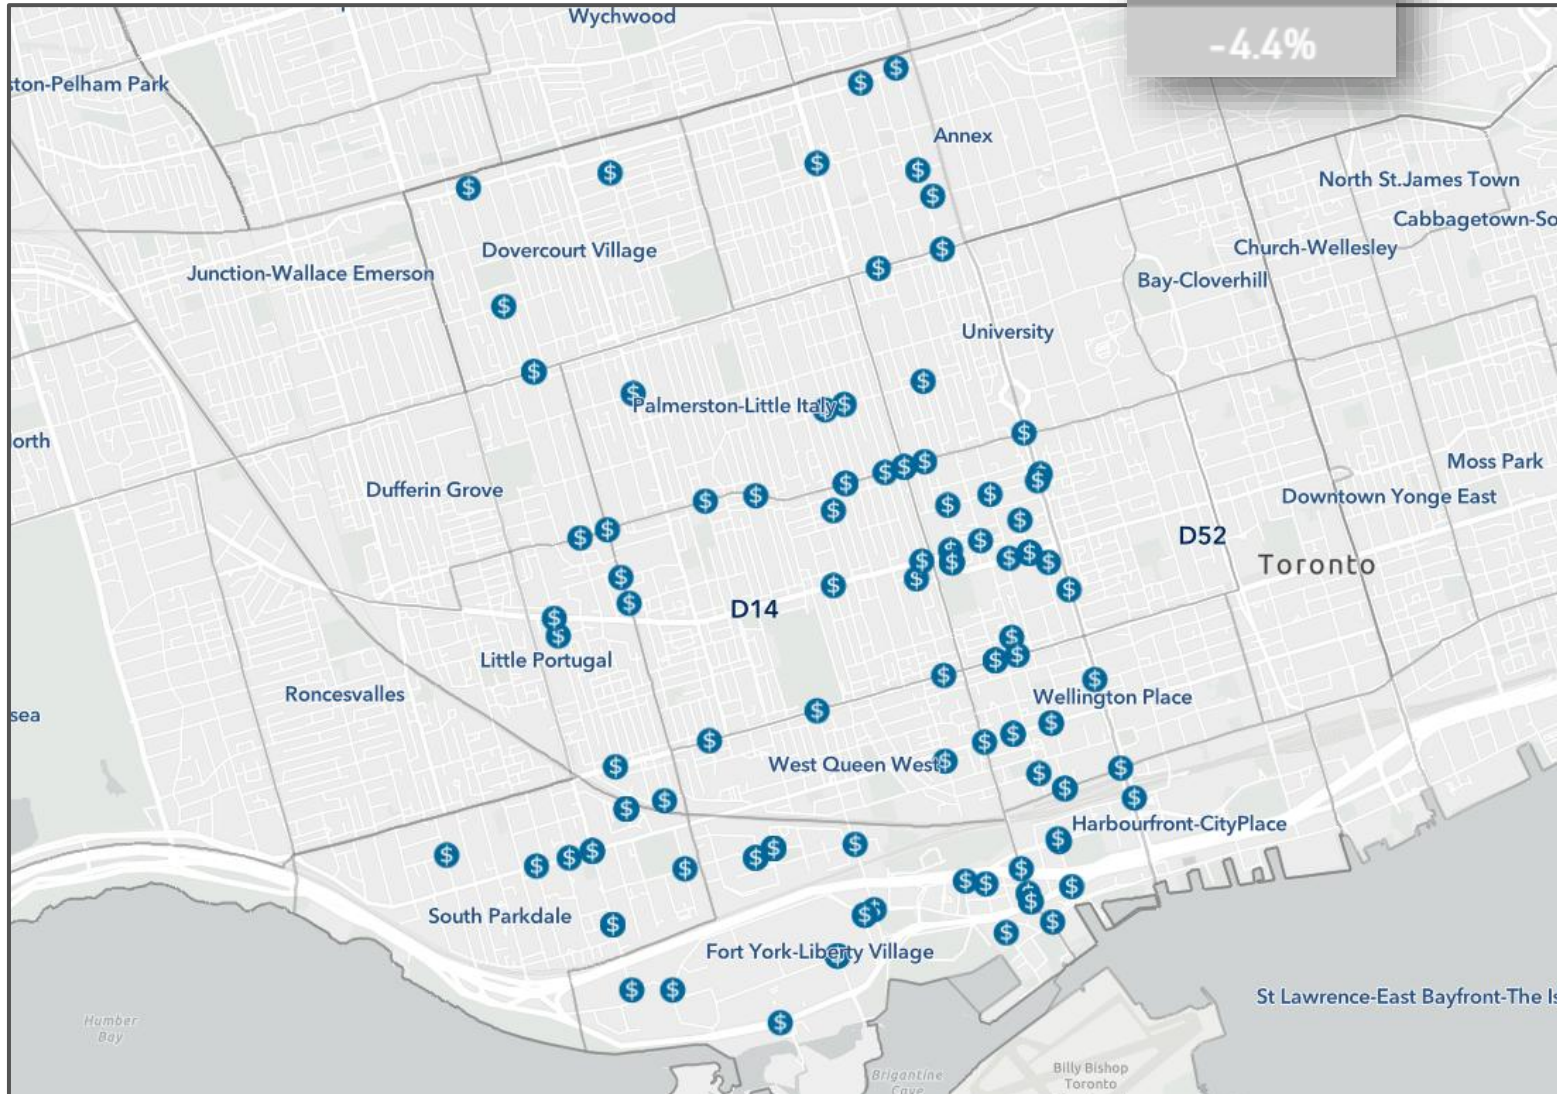 Wychwood
-4.4%
ston-Pelham Park
Annex
North St.James Town
Cabbagetown-So
Dovercourt Village
Church-Wellesley
Junction-Wallace Emerson
Bay-Cloverhill
University
Palmerston-Little Italy
orth
Moss Park
Dufferin Grove
Downtown Yonge East
D52
Toronto
D14
Little Portugal
Roncesvalles
Wellington Place
sea
West Queen West
Harbourfront-CityPlace
South Parkdale
Fort York-Liberty Village
St Lawrence-East Bayfront-The Is
Humber
Bay
Brigantine
Cove
Billy Bishop
Toronto